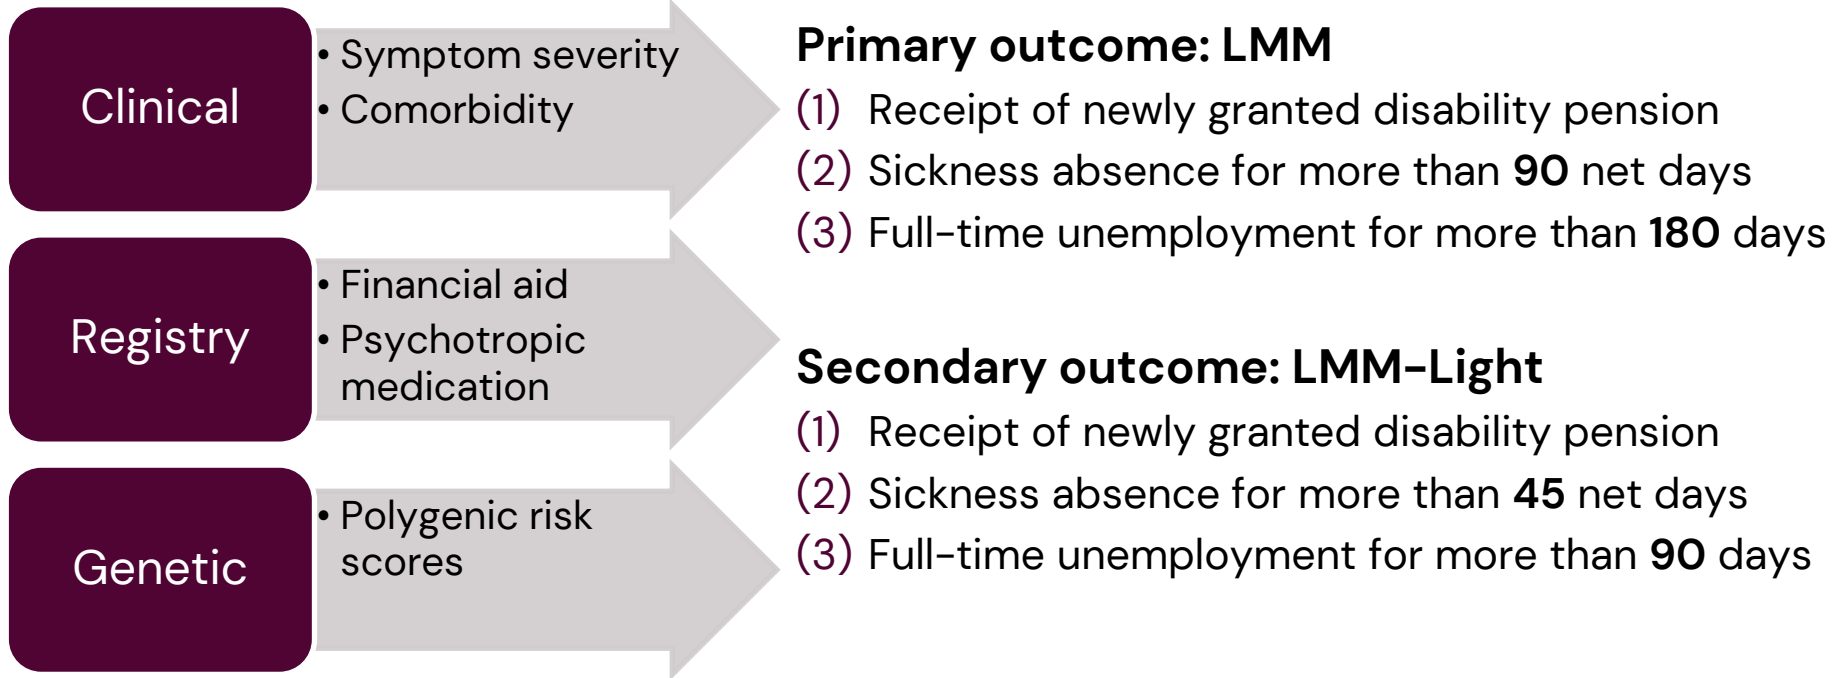 Clinical
• Symptom severity
• Comorbidity
Registry
• Financial aid
• Psychotropic
medication
Genetic
• Polygenic risk
scores
Primary outcome: LMM
(1) Receipt of newly granted disability pension
(2) Sickness absence for more than 90 net days
(3) Full-time unemployment for more than 180 days
Secondary outcome: LMM-Light
(1) Receipt of newly granted disability pension
(2) Sickness absence for more than 45 net days
(3) Full-time unemployment for more than 90 days